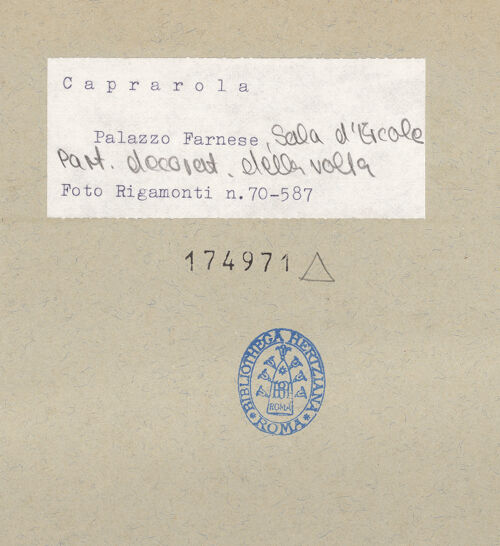 Caprarola
Palazzo Farnese, Sala d'Ercole
Part. decorat. della volta
Foto Rigamonti n.70-587
174971
BIBLIOTHECA HERTZIANA
ROMA
* ROMA *